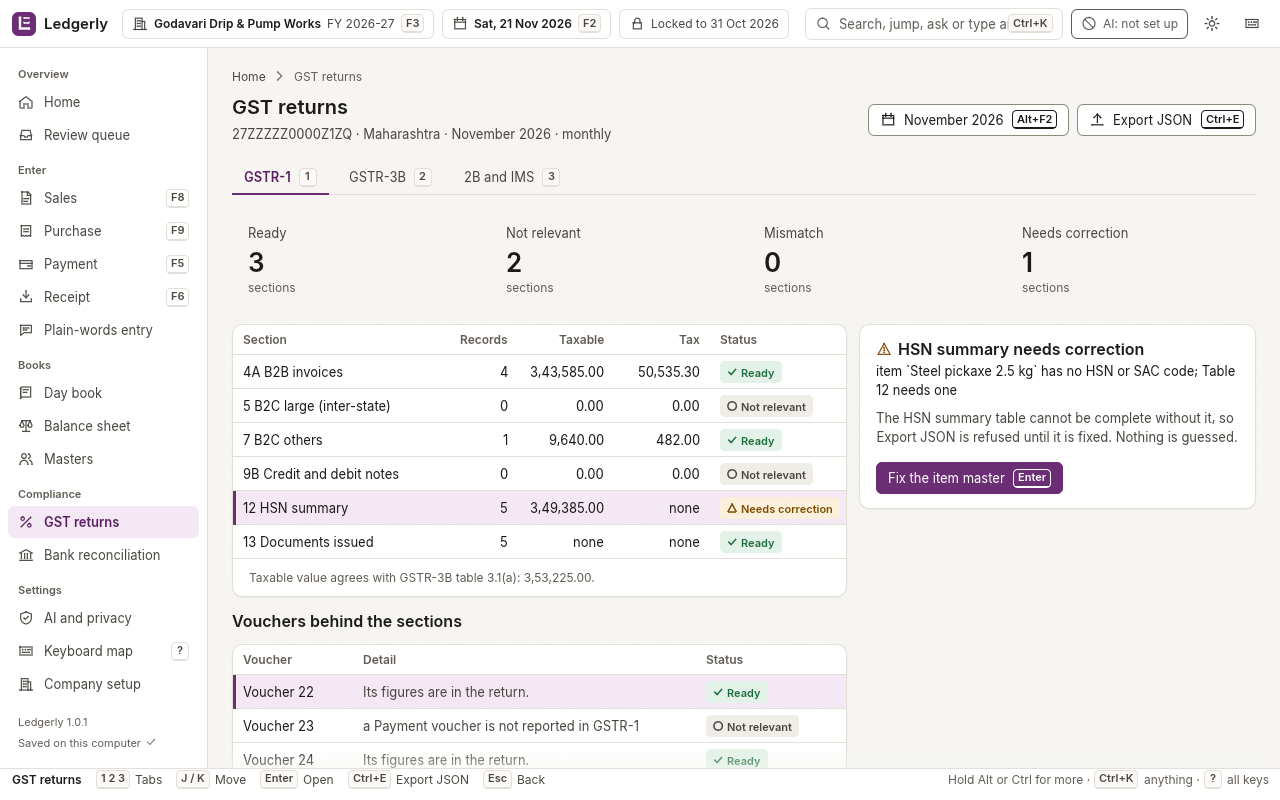 Ledgerly
Godavari Drip & Pump Works FY 2026-27 F3
Sat, 21 Nov 2026 F2
Locked to 31 Oct 2026
Search, jump, ask or type a Ctrl+K
AI: not set up
Overview
Home
Review queue
Enter
Sales F8
Purchase F9
Payment F5
Receipt F6
Plain-words entry
Books
Day book
Balance sheet
Masters
Compliance
GST returns
Bank reconciliation
Settings
AI and privacy
Keyboard map ?
Company setup
Ledgerly 1.0.1
Saved on this computer
Home GST returns
GST returns
27ZZZZZ0000Z1ZQ · Maharashtra · November 2026 · monthly
November 2026 Alt+F2
Export JSON Ctrl+E
GSTR-1 1 GSTR-3B 2 2B and IMS 3
Ready Not relevant Mismatch Needs correction
3 2 0 1
sections sections sections sections
Section Records Taxable Tax Status
4A B2B invoices 4 3,43,585.00 50,535.30 Ready
5 B2C large (inter-state) 0 0.00 0.00 Not relevant
7 B2C others 1 9,640.00 482.00 Ready
9B Credit and debit notes 0 0.00 0.00 Not relevant
12 HSN summary 5 3,49,385.00 none Needs correction
13 Documents issued 5 none none Ready
Taxable value agrees with GSTR-3B table 3.1(a): 3,53,225.00.
HSN summary needs correction
item `Steel pickaxe 2.5 kg` has no HSN or SAC code; Table
12 needs one
The HSN summary table cannot be complete without it, so
Export JSON is refused until it is fixed. Nothing is guessed.
Fix the item master Enter
Vouchers behind the sections
Voucher Detail Status
Voucher 22 Its figures are in the return. Ready
Voucher 23 a Payment voucher is not reported in GSTR-1 Not relevant
Voucher 24 Its figures are in the return. Ready
GST returns 1 2 3 Tabs J / K Move Enter Open Ctrl+E Export JSON Esc Back
Hold Alt or Ctrl for more · Ctrl+K anything · ? all keys